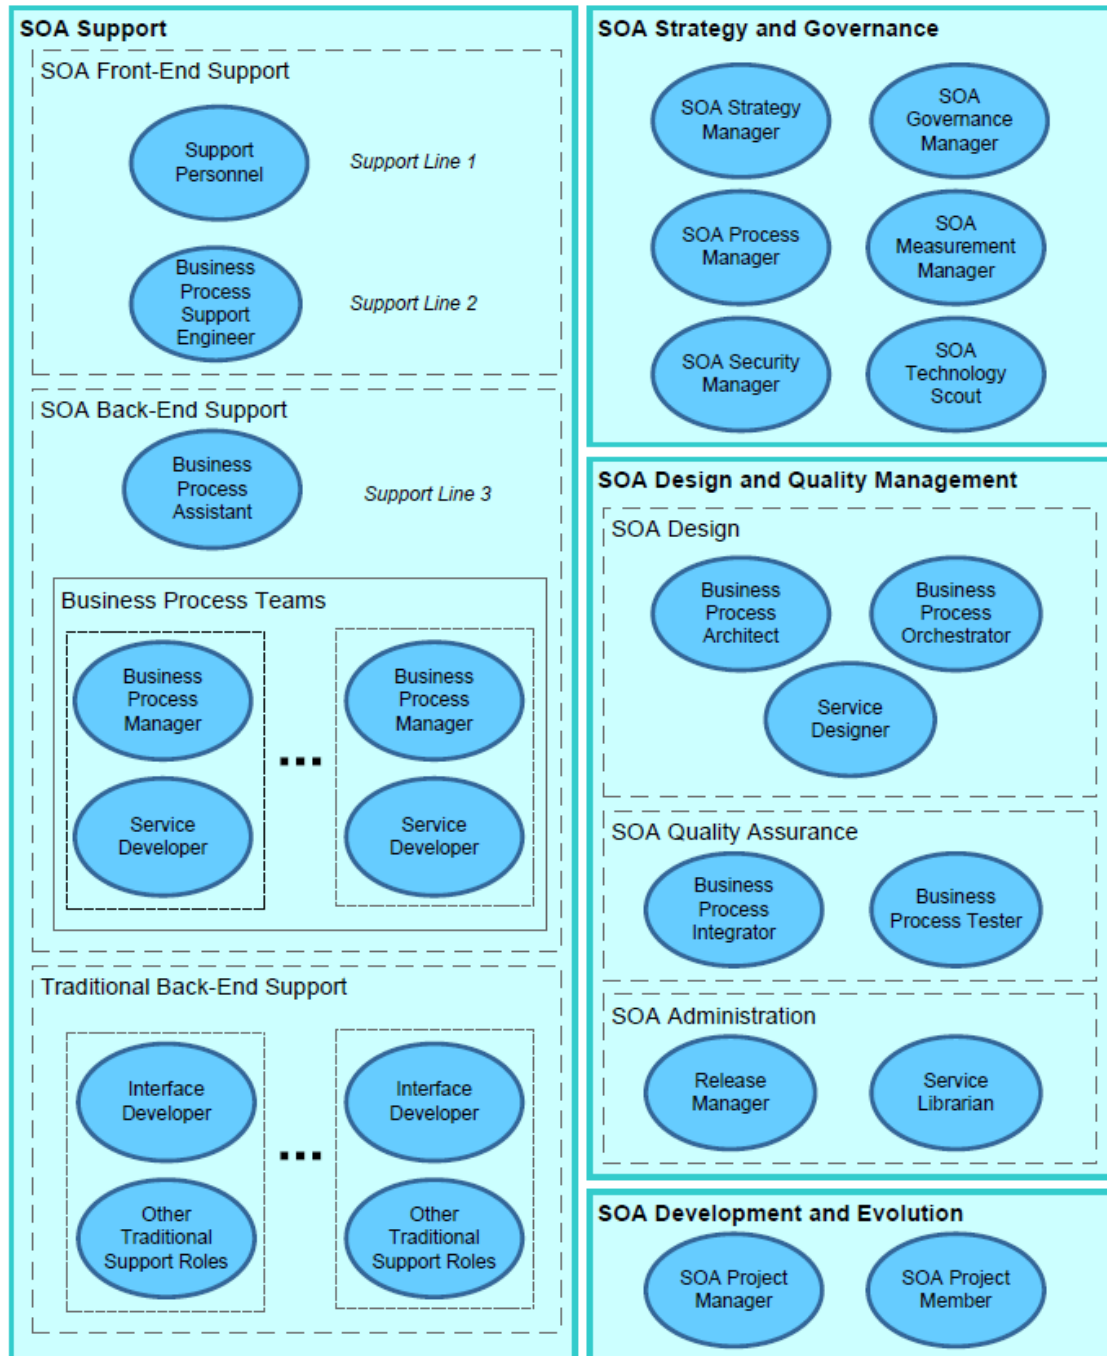 SOA Support
SOA Front-End Support
Support
Personnel
Support Line 1
Business
Process
Support
Engineer
Support Line 2
SOA Back-End Support
Business
Process
Assistant
Support Line 3
Business Process Teams
Business
Process
Manager
Business
Process
Manager
...
Service
Developer
Service
Developer
Traditional Back-End Support
Interface
Developer
Interface
Developer
...
Other
Traditional
Support Roles
Other
Traditional
Support Roles
SOA Strategy and Governance
SOA Strategy
Manager
SOA
Governance
Manager
SOA Process
Manager
SOA
Measurement
Manager
SOA Security
Manager
SOA
Technology
Scout
SOA Design and Quality Management
SOA Design
Business
Process
Architect
Business
Process
Orchestrator
Service
Designer
SOA Quality Assurance
Business
Process
Integrator
Business
Process Tester
SOA Administration
Release
Manager
Service
Librarian
SOA Development and Evolution
SOA Project
Manager
SOA Project
Member